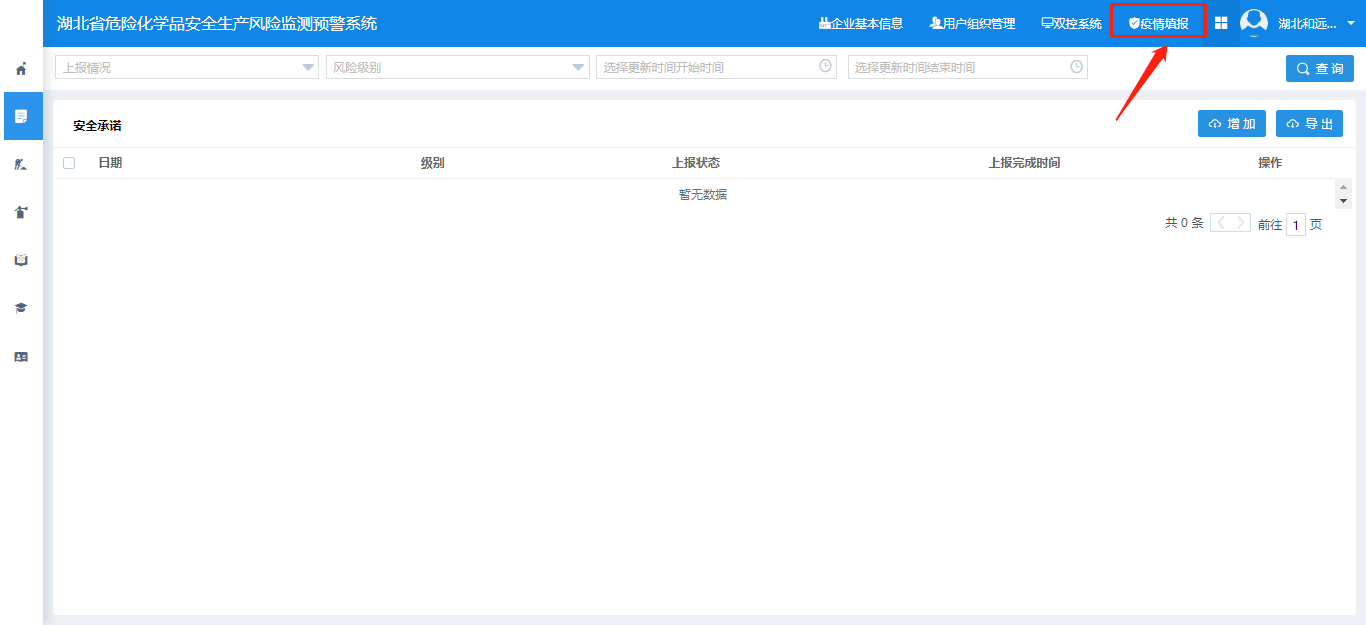 湖北省危险化学品安全生产风险监测预警系统 企业基本信息 用户组织管理 双控系统 疫情填报 湖北和远...
上报情况 风险级别 选择更新时间开始时间 选择更新时间结束时间 查 询
安全承诺 增 加 导 出
日期 级别 上报状态 上报完成时间 操作
暂无数据
共 0 条 前往 1 页